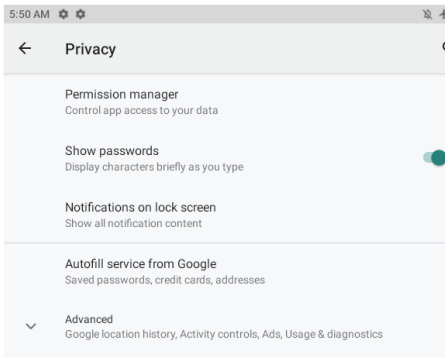 5:50 AM
Privacy
Permission manager
Control app access to your data
Show passwords
Display characters briefly as you type
Notifications on lock screen
Show all notification content
Autofill service from Google
Saved passwords, credit cards, addresses
Advanced
Google location history, Activity controls, Ads, Usage & diagnostics